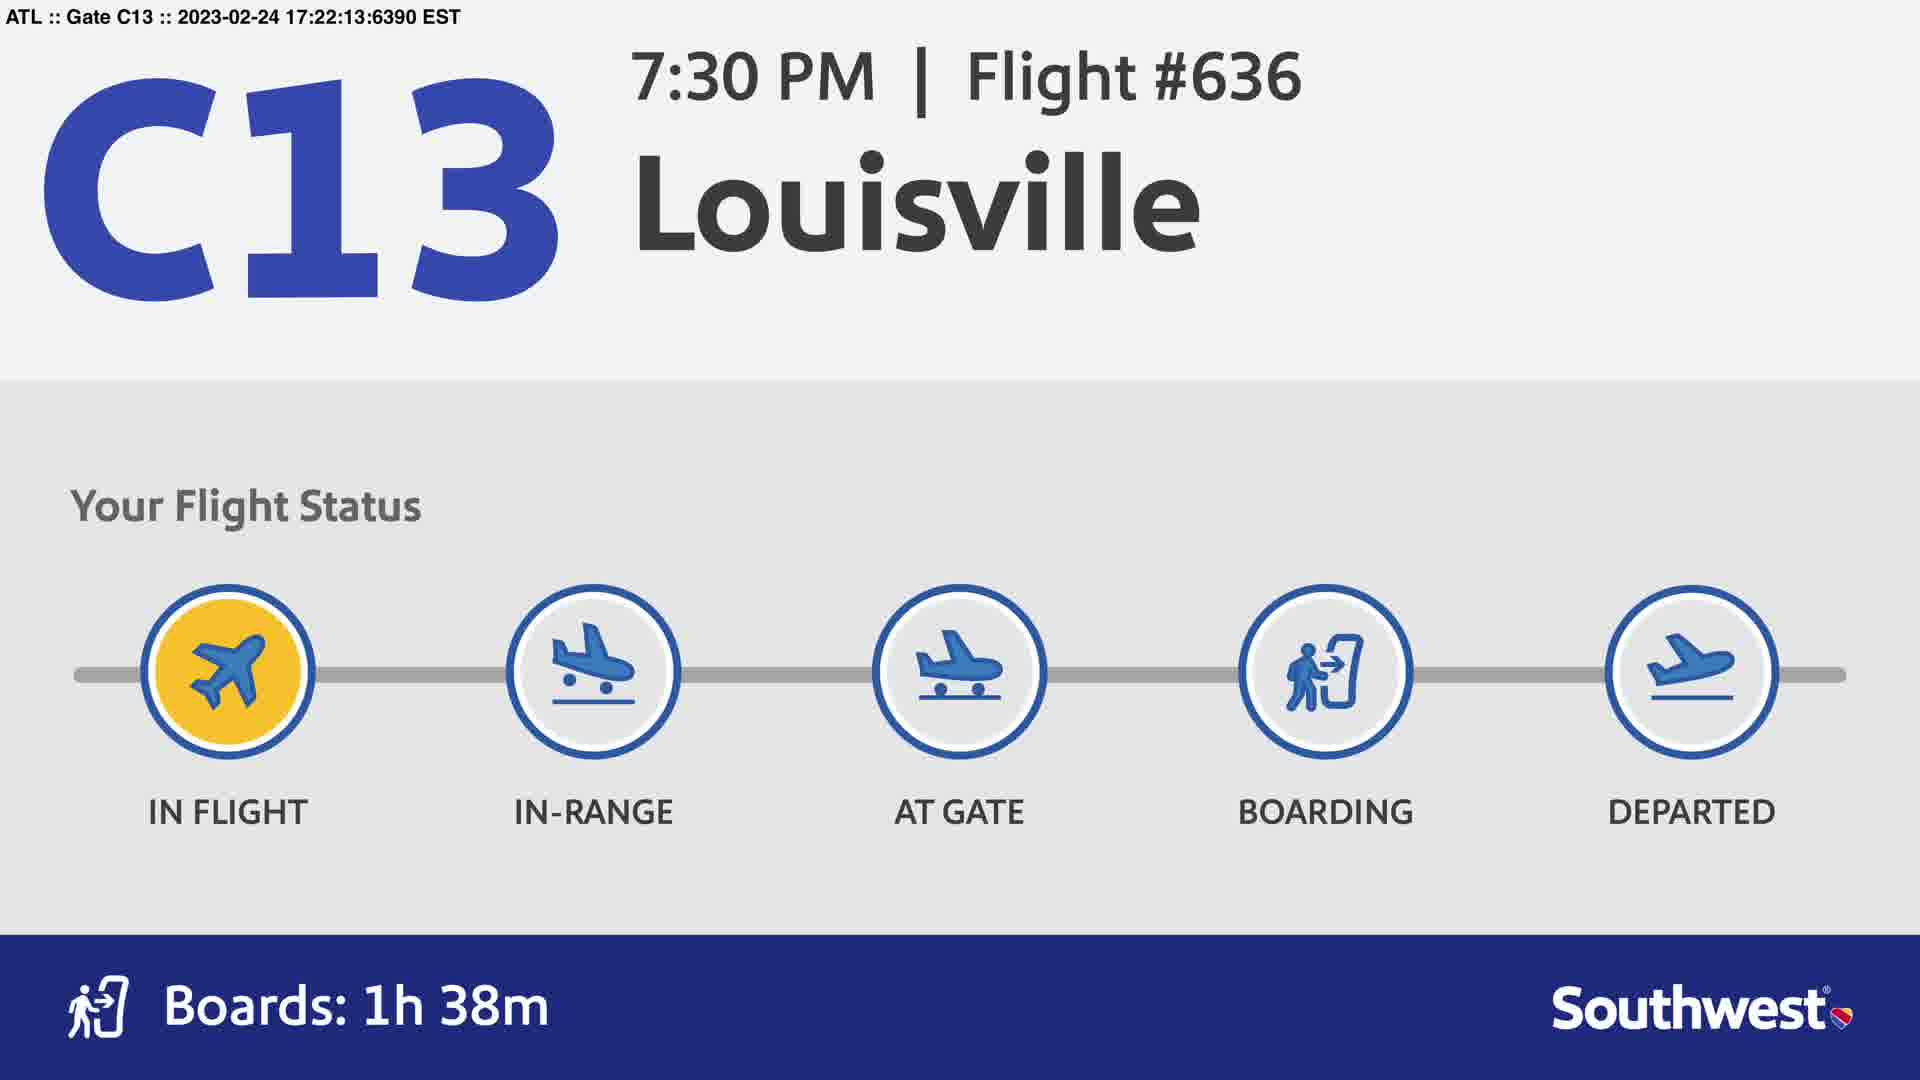 ATL :: Gate C13 :: 2023-02-24 17:22:13:6390 EST
C13
7:30 PM | Flight #636
Louisville
Your Flight Status
IN FLIGHT
IN-RANGE
AT GATE
BOARDING
DEPARTED
Boards: 1h 38m
Southwest®